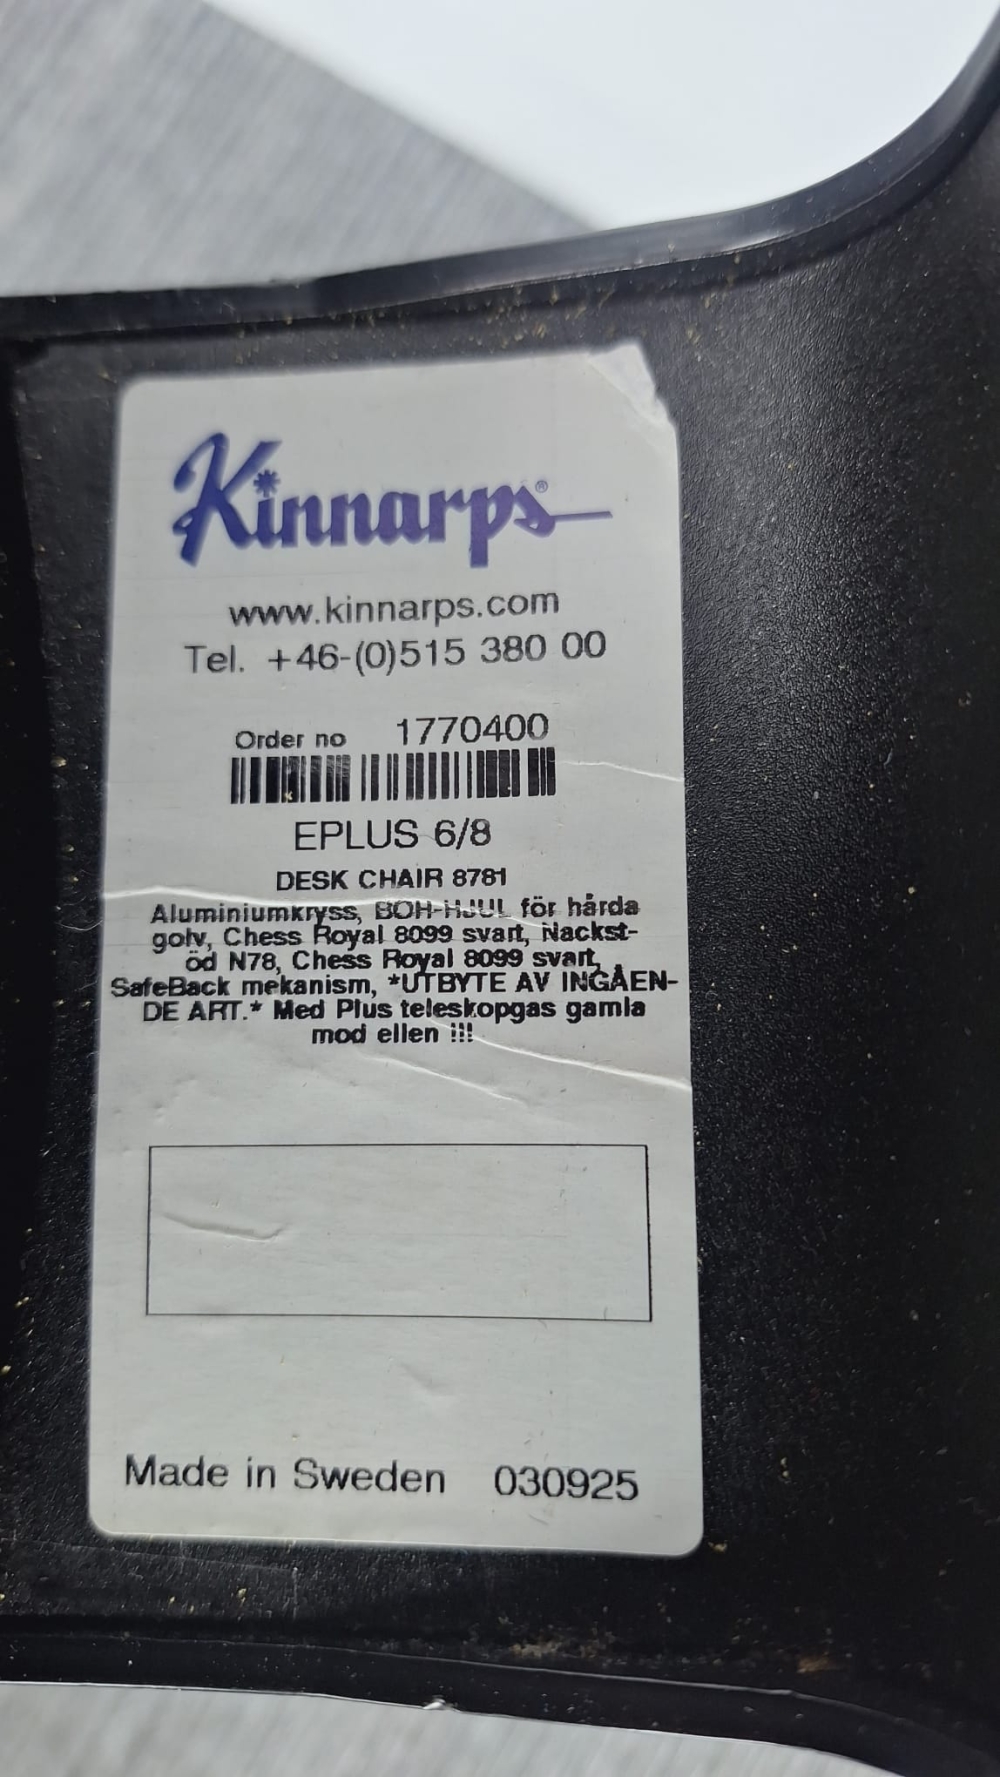 Kinnarps®
www.kinnarps.com
Tel. +46-(0)515 380 00
Order no 1770400
EPLUS 6/8
DESK CHAIR 8781
Aluminiumkryss, BOH-HJUL för hårda
golv, Chess Royal 8099 svart, Nackst-
öd N78, Chess Royal 8099 svart,
SafeBack mekanism, *UTBYTE AV INGÅEN-
DE ART.* Med Plus teleskopgas gamla
mod ellen !!!
Made in Sweden 030925